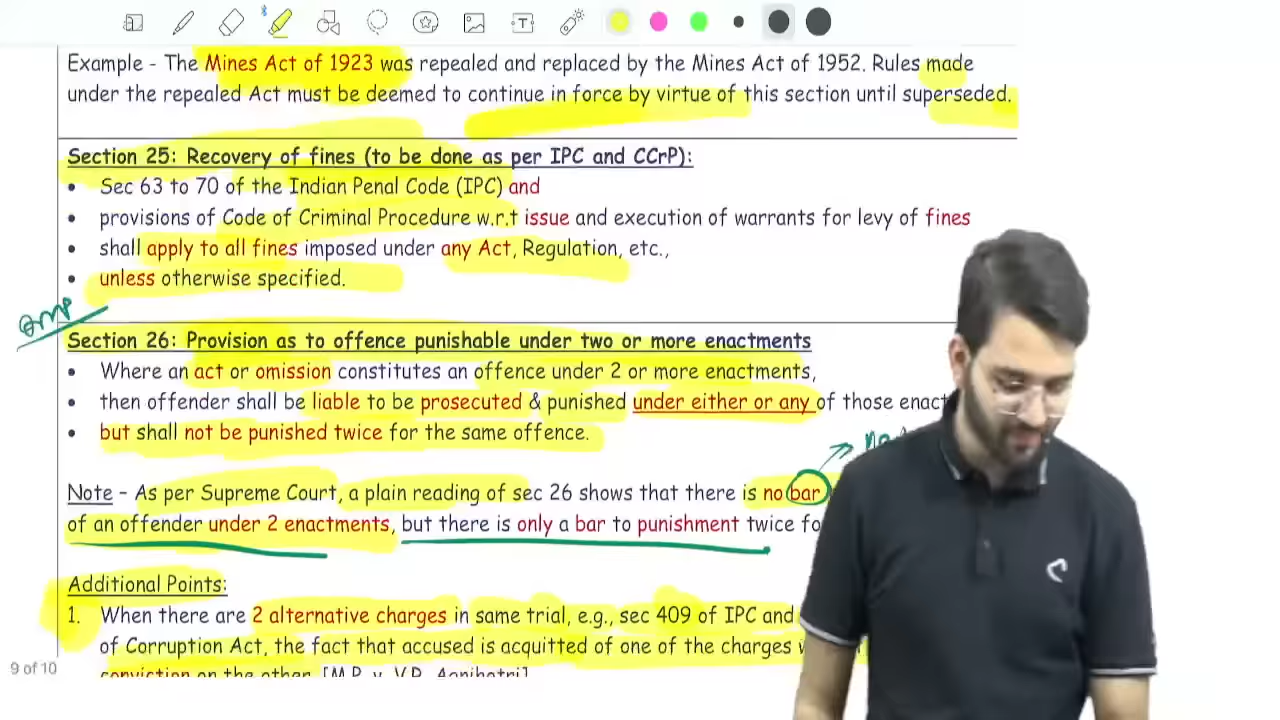 Example - The Mines Act of 1923 was repealed and replaced by the Mines Act of 1952. Rules made
under the repealed Act must be deemed to continue in force by virtue of this section until superseded.
Section 25: Recovery of fines (to be done as per IPC and CCrP):
• Sec 63 to 70 of the Indian Penal Code (IPC) and
• provisions of Code of Criminal Procedure w.r.t issue and execution of warrants for levy of fines
• shall apply to all fines imposed under any Act, Regulation, etc.,
• unless otherwise specified.
Imp
Section 26: Provision as to offence punishable under two or more enactments
• Where an act or omission constitutes an offence under 2 or more enactments,
• then offender shall be liable to be prosecuted & punished under either or any of those
• but shall not be punished twice for the same offence.
Note - As per Supreme Court, a plain reading of sec 26 shows that there is no bar
of an offender under 2 enactments, but there is only a bar to punishment twice
Additional Points:
1. When there are 2 alternative charges in same trial, e.g., sec 409 of IPC and
of Corruption Act, the fact that accused is acquitted of one of the charges
conviction on the other. [M.P. v. V.R. Agnihotri]
9 of 10